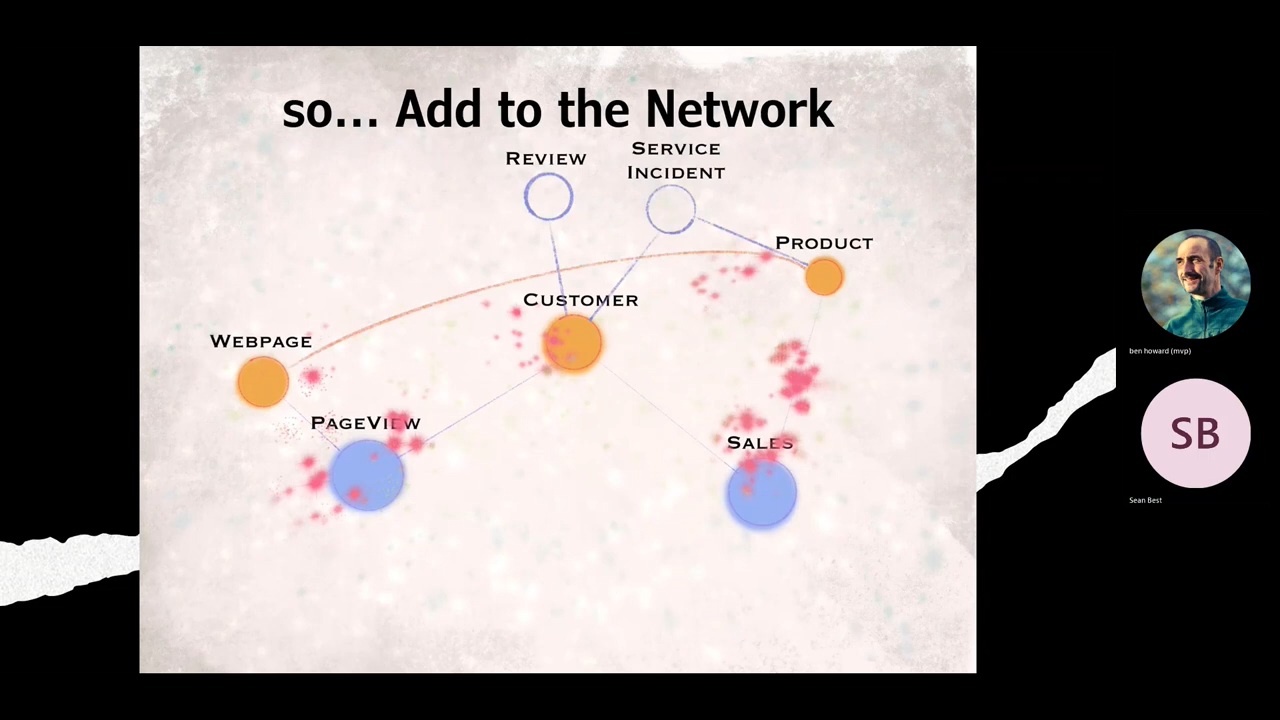 so... Add to the Network
Review
Service
Incident
Product
Customer
Webpage
PageView
Sales
ben howard (mvp)
SB
Sean Best